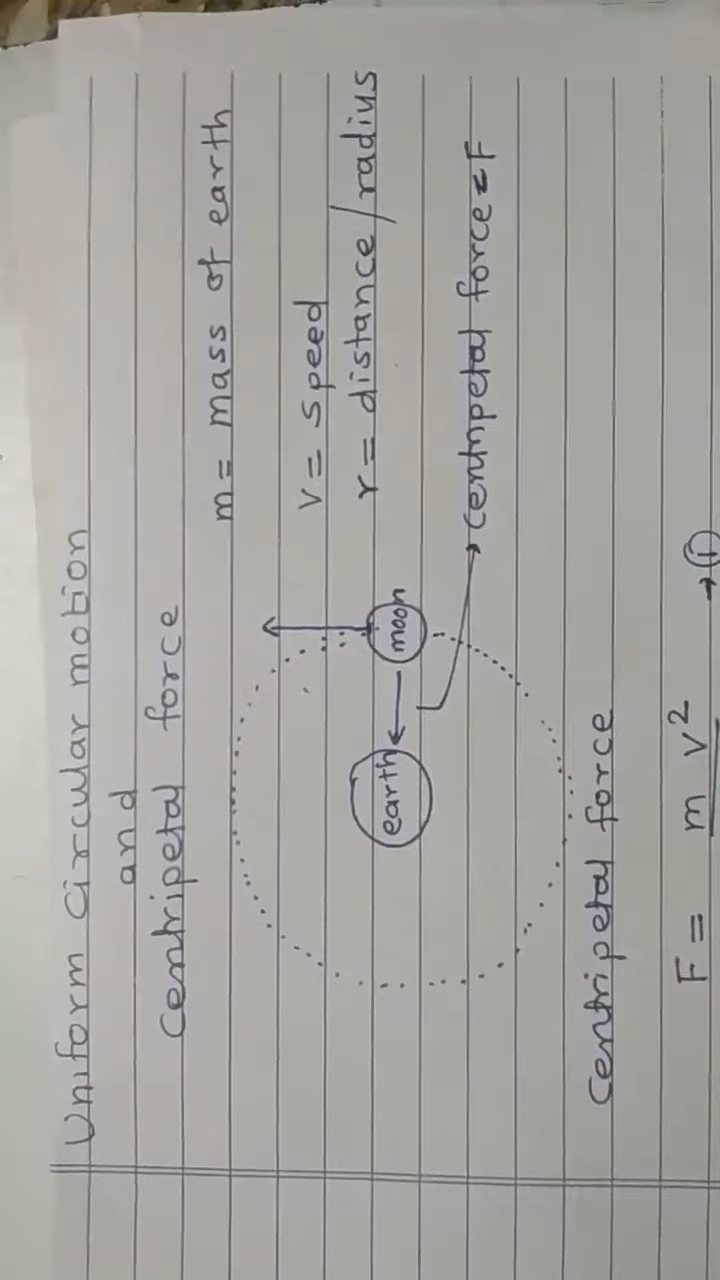 Uniform Circular motion
and
Centripetal force
m = mass of earth
v = speed
r = distance/radius
moon
earth
→ centripetal force = F
Centripetal force
F = m v² → (i)